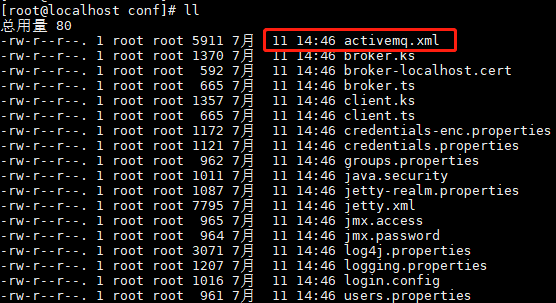 [root@localhost conf]# ll
总用量 80
-rw-r--r--. 1 root root 5911 7月  11 14:46 activemq.xml
-rw-r--r--. 1 root root 1370 7月  11 14:46 broker.ks
-rw-r--r--. 1 root root  592 7月  11 14:46 broker-localhost.cert
-rw-r--r--. 1 root root  665 7月  11 14:46 broker.ts
-rw-r--r--. 1 root root 1357 7月  11 14:46 client.ks
-rw-r--r--. 1 root root  665 7月  11 14:46 client.ts
-rw-r--r--. 1 root root 1172 7月  11 14:46 credentials-enc.properties
-rw-r--r--. 1 root root 1121 7月  11 14:46 credentials.properties
-rw-r--r--. 1 root root  962 7月  11 14:46 groups.properties
-rw-r--r--. 1 root root 1011 7月  11 14:46 java.security
-rw-r--r--. 1 root root 1087 7月  11 14:46 jetty-realm.properties
-rw-r--r--. 1 root root 7795 7月  11 14:46 jetty.xml
-rw-r--r--. 1 root root  965 7月  11 14:46 jmx.access
-rw-r--r--. 1 root root  964 7月  11 14:46 jmx.password
-rw-r--r--. 1 root root 3071 7月  11 14:46 log4j.properties
-rw-r--r--. 1 root root 1207 7月  11 14:46 logging.properties
-rw-r--r--. 1 root root 1016 7月  11 14:46 login.config
-rw-r--r--. 1 root root  961 7月  11 14:46 users.properties